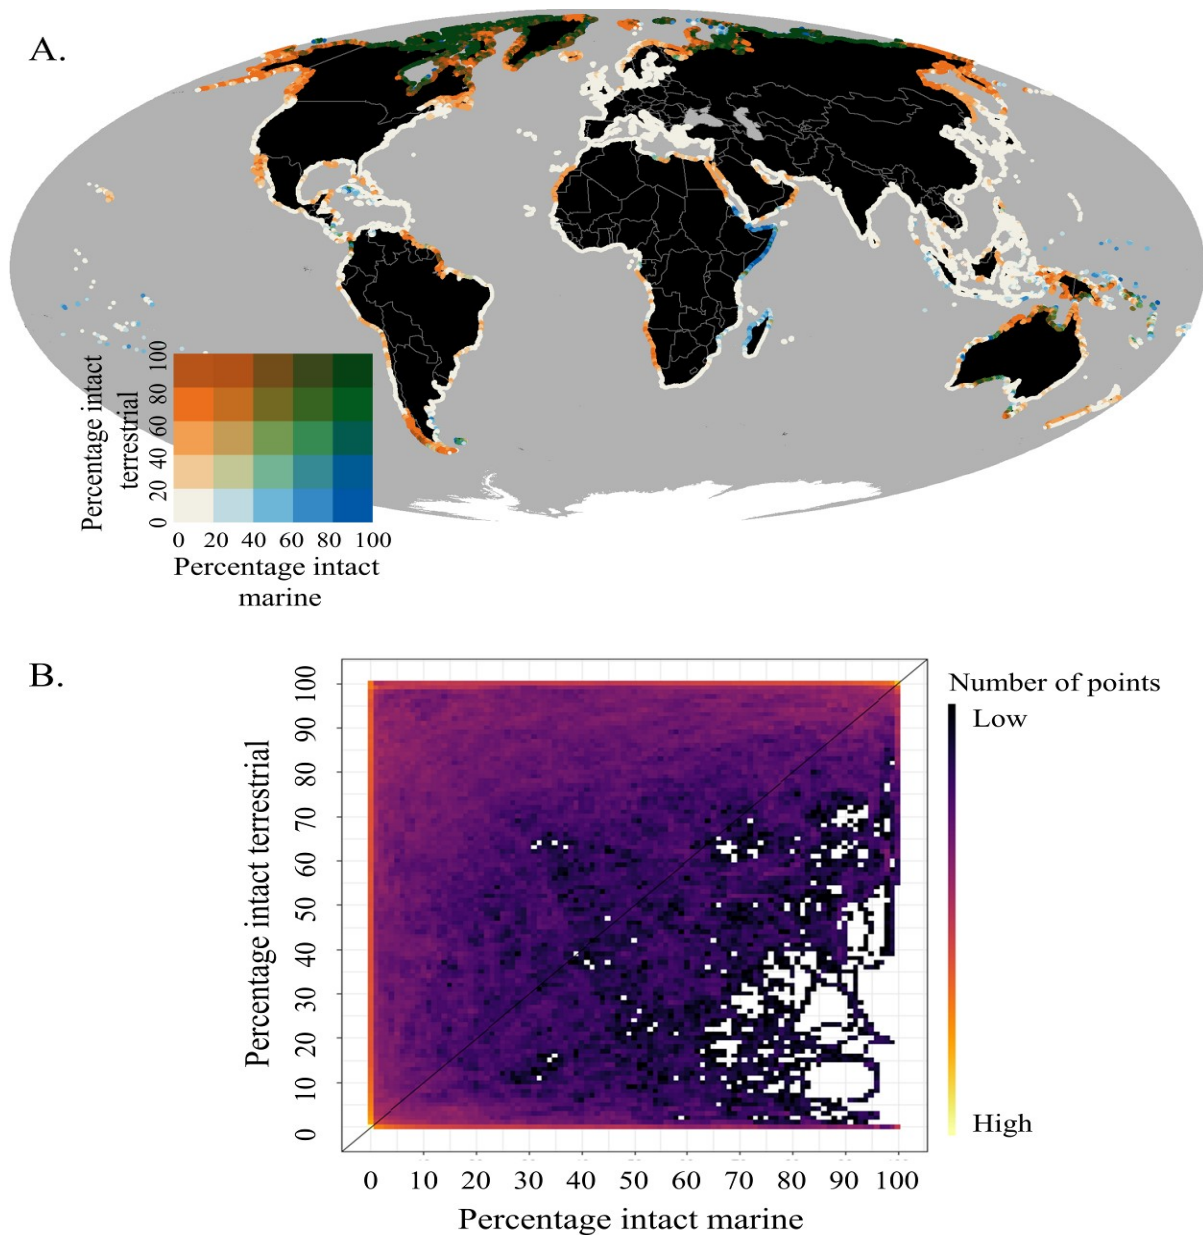 A.
Percentage intact
terrestrial
100
80
60
40
20
0
0 20 40 60 80 100
Percentage intact
marine
B.
Number of points
Low
High
Percentage intact terrestrial
100
90
80
70
60
50
40
30
20
10
0
0 10 20 30 40 50 60 70 80 90 100
Percentage intact marine